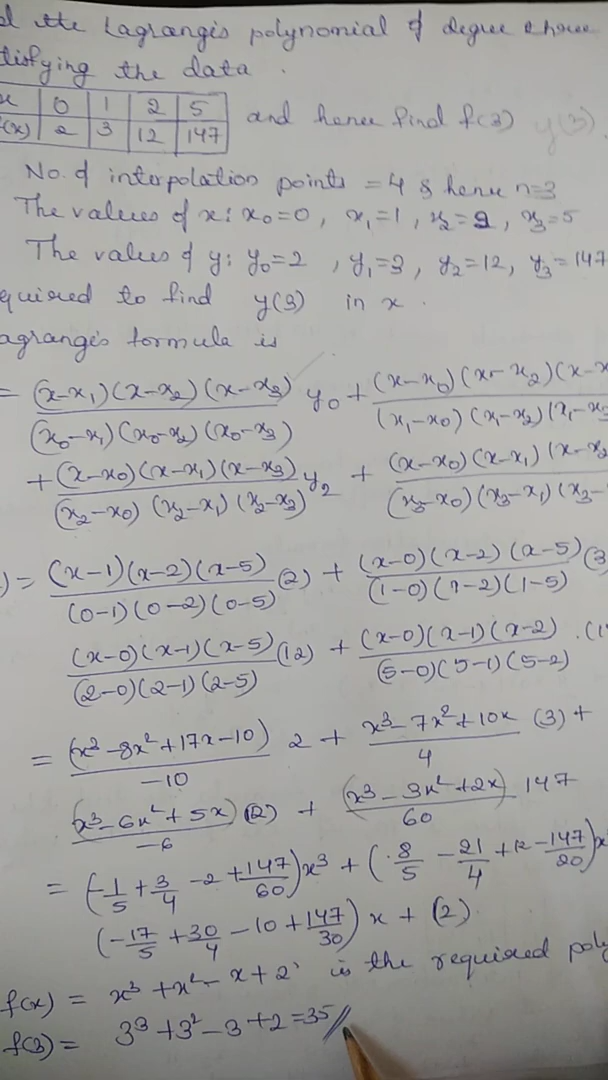 the Lagrange's polynomial of degree three
tisfying the data.
x | 0 | 1 | 2 | 5
f(x) | 2 | 3 | 12 | 147
and hence find f(3) y(3)
No. of interpolation points = 4 & hence n=3
The values of x: x₀=0, x₁=1, x₂=2, x₃=5
The values of y: y₀=2, y₁=3, y₂=12, y₃=147
quired to find y(3) in x.
agrange's formula is
= (x-x₁)(x-x₂)(x-x₃)/(x₀-x₁)(x₀-x₂)(x₀-x₃) y₀ + (x-x₀)(x-x₂)(x-x/(x₁-x₀)(x₁-x₂)(x₁-x₃
+ (x-x₀)(x-x₁)(x-x₃)/(x₂-x₀)(x₂-x₁)(x₂-x₃) y₂ + (x-x₀)(x-x₁)(x-x₂/(x₃-x₀)(x₃-x₁)(x₃-
) = (x-1)(x-2)(x-5)/(0-1)(0-2)(0-5) (2) + (x-0)(x-2)(x-5)/(1-0)(1-2)(1-5) (3
(x-0)(x-1)(x-5)/(2-0)(2-1)(2-5) (12) + (x-0)(x-1)(x-2)/(5-0)(5-1)(5-2) .(1
= (x³-8x²+17x-10)/-10 2 + x³-7x²+10x/4 (3) +
(x³-6x²+5x)/-6 (12) + (x³-3x²+2x)/60 147
= (-1/5 + 3/4 - 2 + 147/60)x³ + (8/5 - 21/4 + 12 - 147/20)x
(-17/5 + 30/4 - 10 + 147/30)x + (2)
f(x) = x³ + x² - x + 2 is the required poly
f(3) = 3³ + 3² - 3 + 2 = 35//